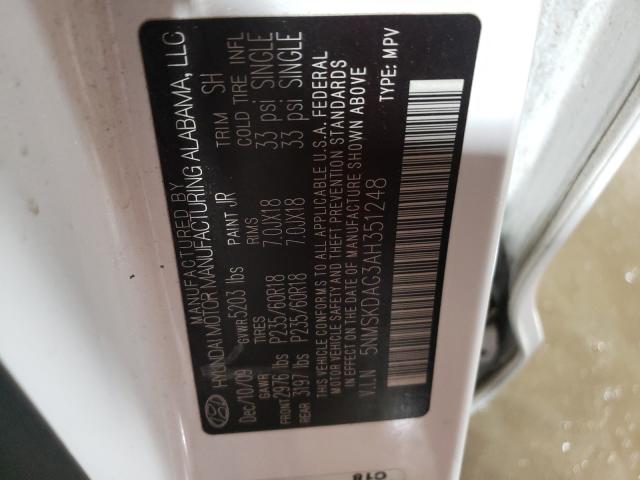 MANUFACTURED BY
HYUNDAI MOTOR MANUFACTURING ALABAMA, LLC
Dec/10/09 GVWR 5203 lbs PAINT JR TRIM SH
GAWR TIRES RIMS COLD TIRE INFL
FRONT 2976 lbs P235/60R18 7.0JX18 33 psi SINGLE
REAR 3197 lbs P235/60R18 7.0JX18 33 psi SINGLE
THIS VEHICLE CONFORMS TO ALL APPLICABLE U.S.A. FEDERAL
MOTOR VEHICLE SAFETY AND THEFT PREVENTION STANDARDS
IN EFFECT ON THE DATE OF MANUFACTURE SHOWN ABOVE
V.I.N 5NMSKDAG3AH351248 TYPE: MPV
C18